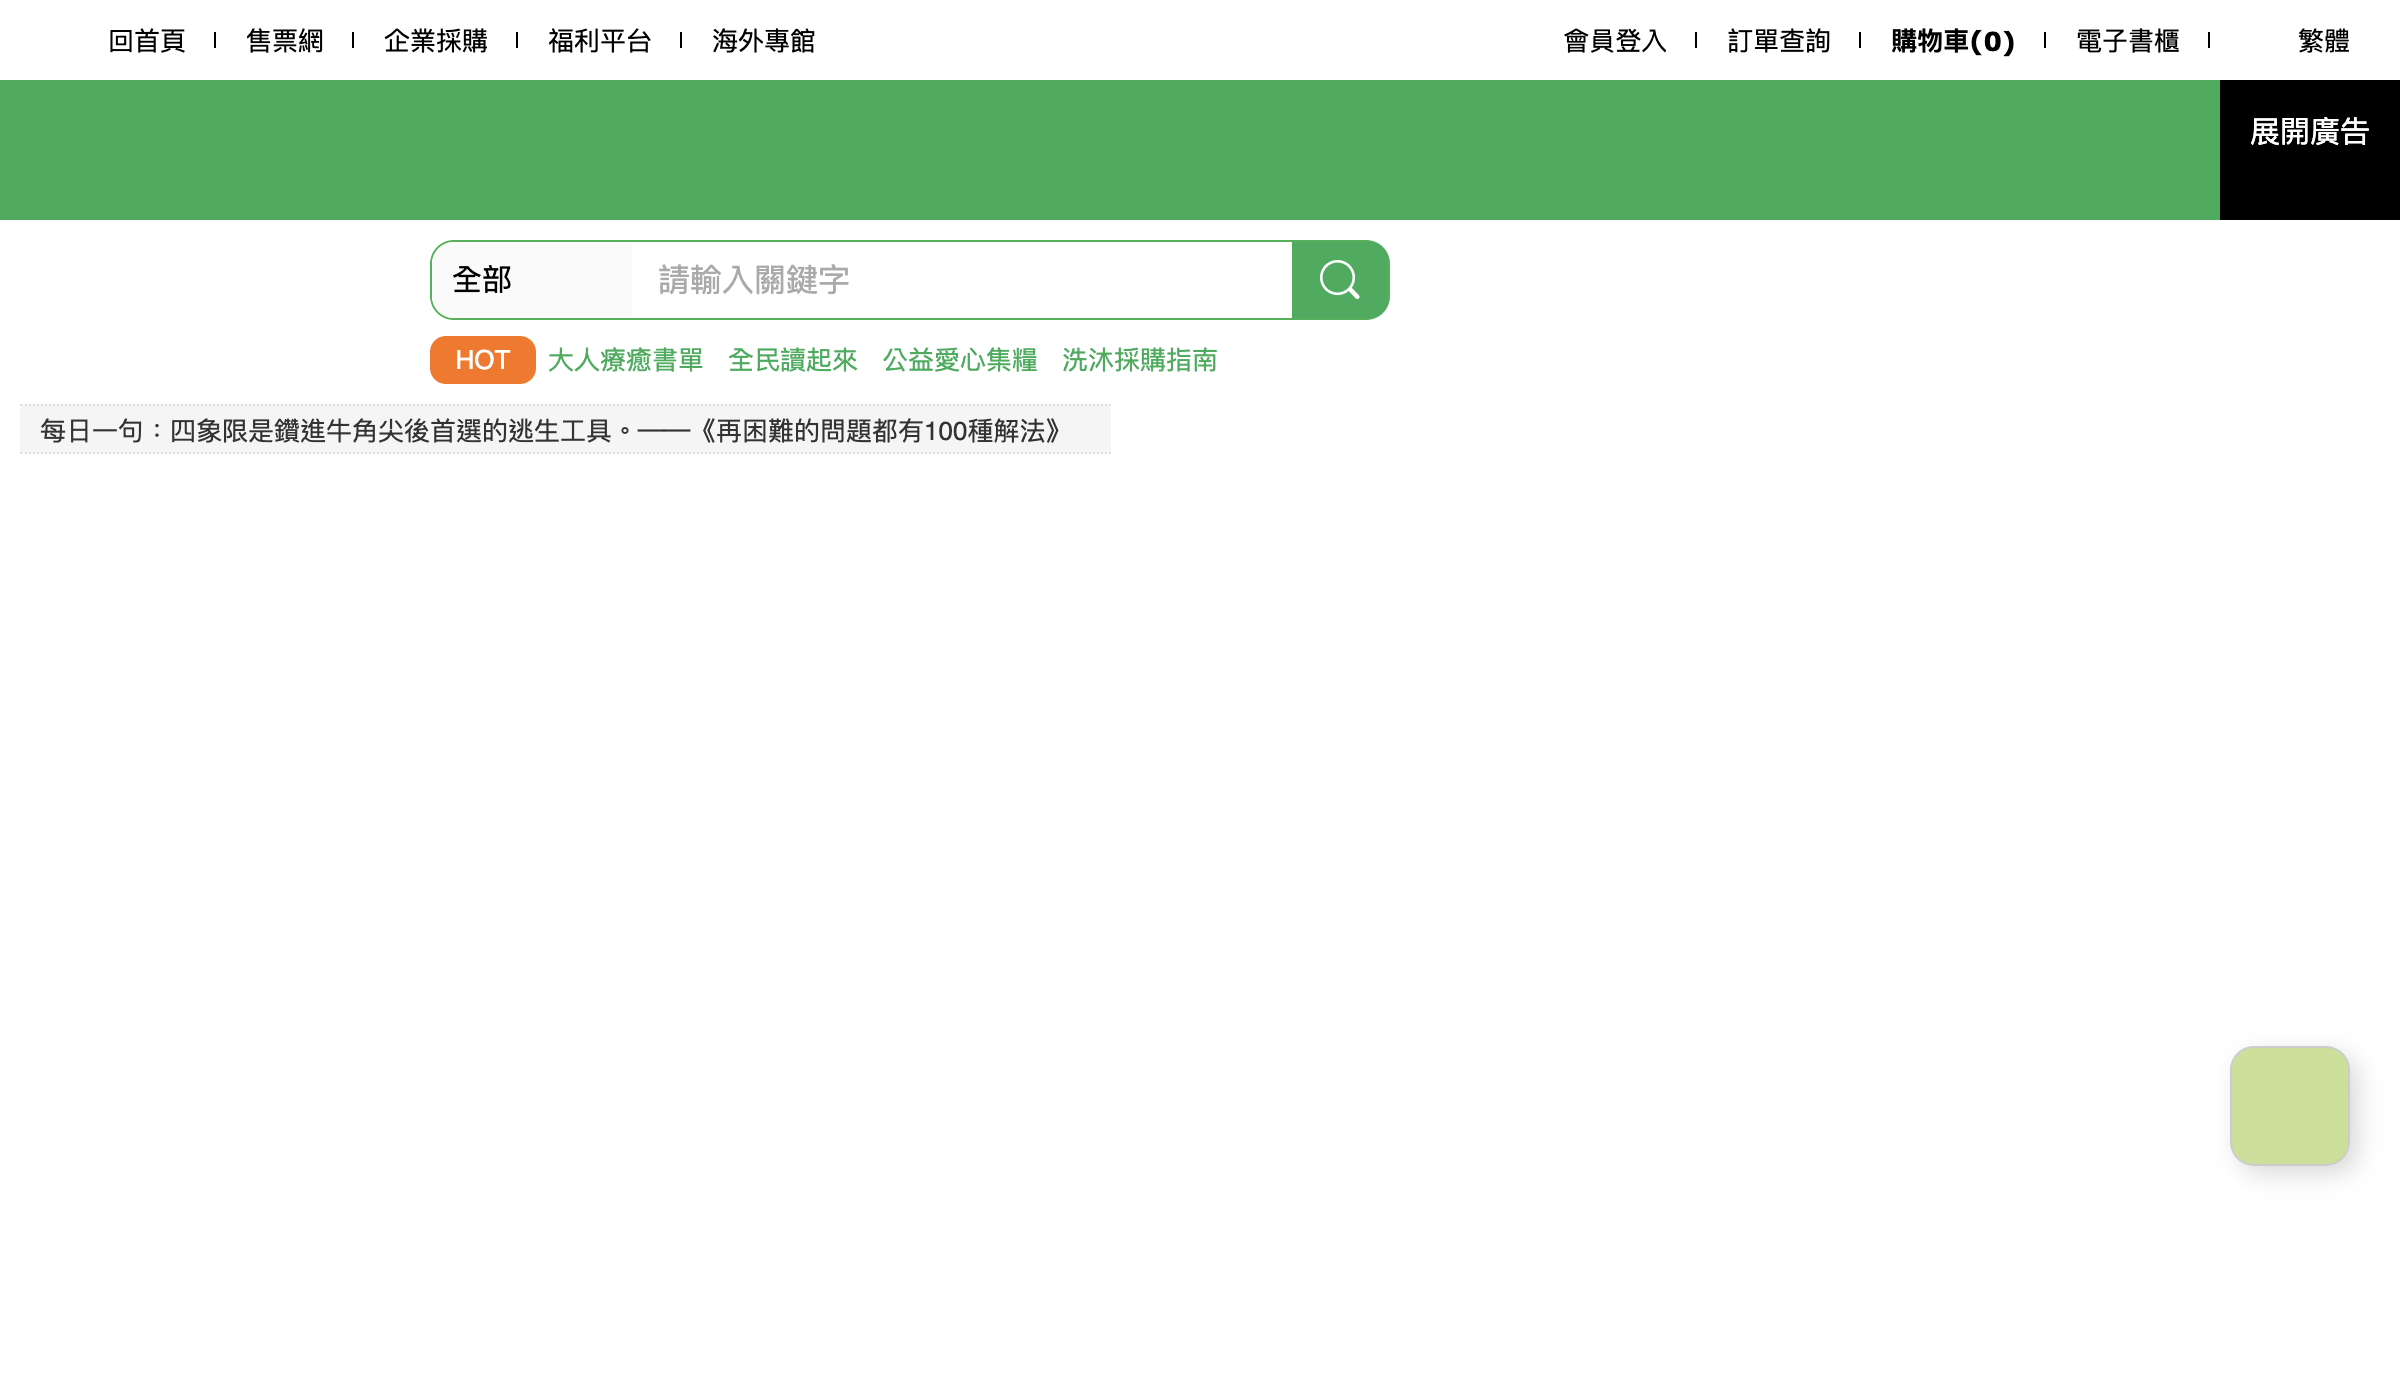 回首頁 售票網 企業採購 福利平台 海外專館 會員登入 訂單查詢 購物車(0) 電子書櫃 繁體
展開廣告
全部 請輸入關鍵字
HOT 大人療癒書單 全民讀起來 公益愛心集糧 洗沐採購指南
每日一句：四象限是鑽進牛角尖後首選的逃生工具。——《再困難的問題都有100種解法》